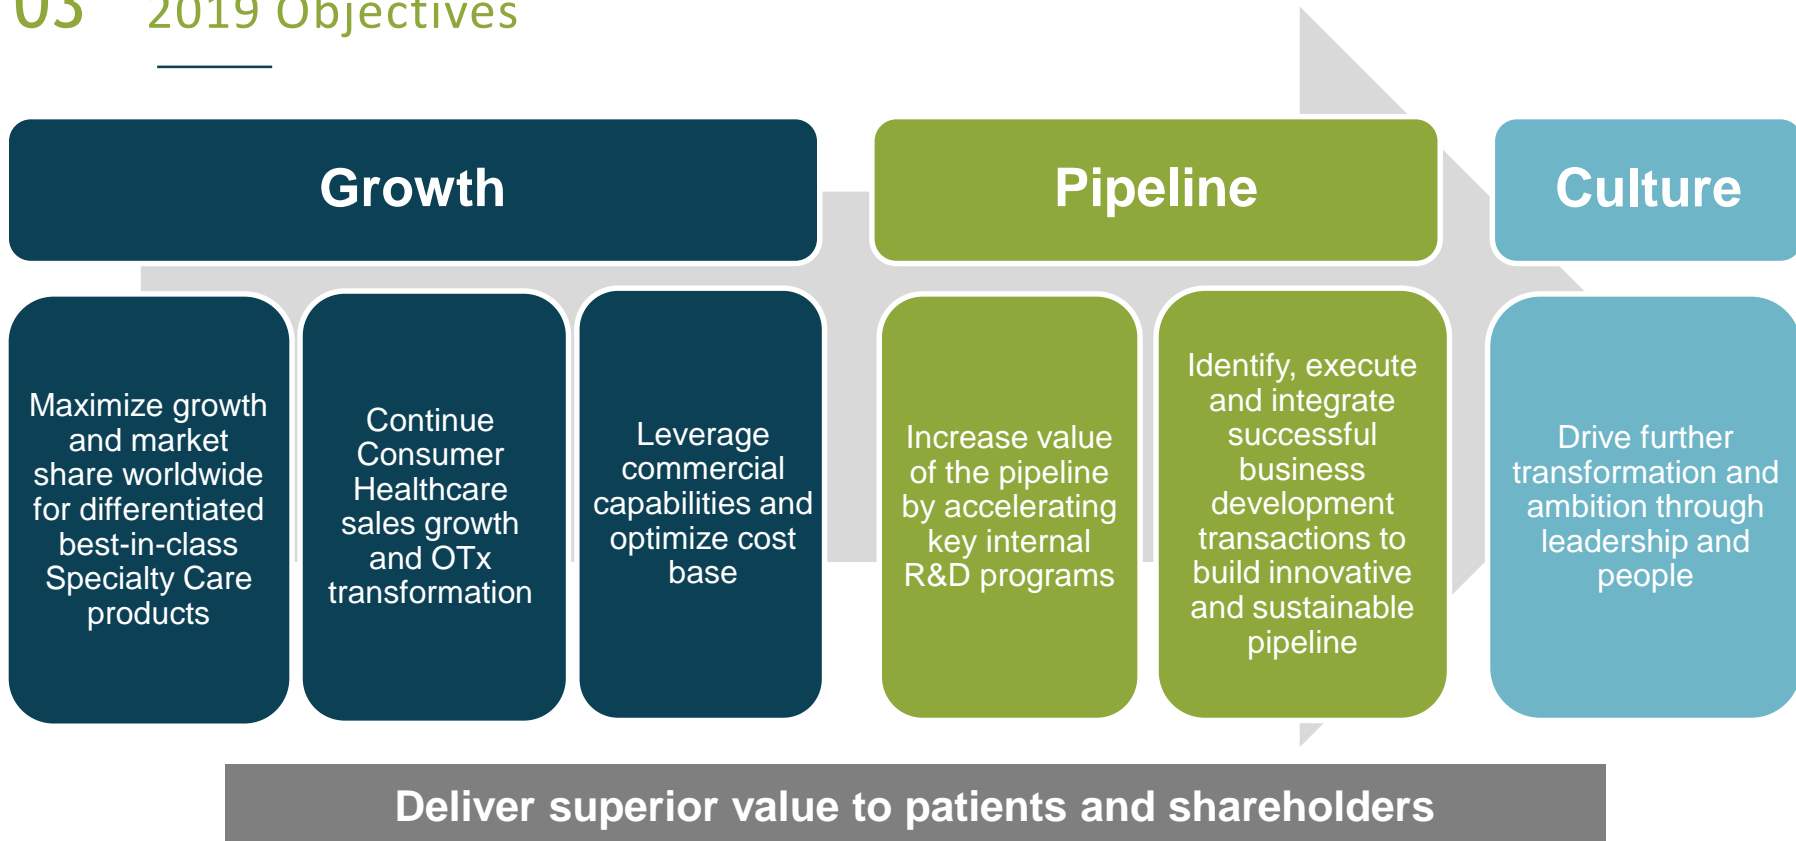 03 2019 Objectives
Growth
Pipeline
Culture
Maximize growth
and market
share worldwide
for differentiated
best-in-class
Specialty Care
products
Continue
Consumer
Healthcare
sales growth
and OTx
transformation
Leverage
commercial
capabilities and
optimize cost
base
Increase value
of the pipeline
by accelerating
key internal
R&D programs
Identify, execute
and integrate
successful
business
development
transactions to
build innovative
and sustainable
pipeline
Drive further
transformation and
ambition through
leadership and
people
Deliver superior value to patients and shareholders